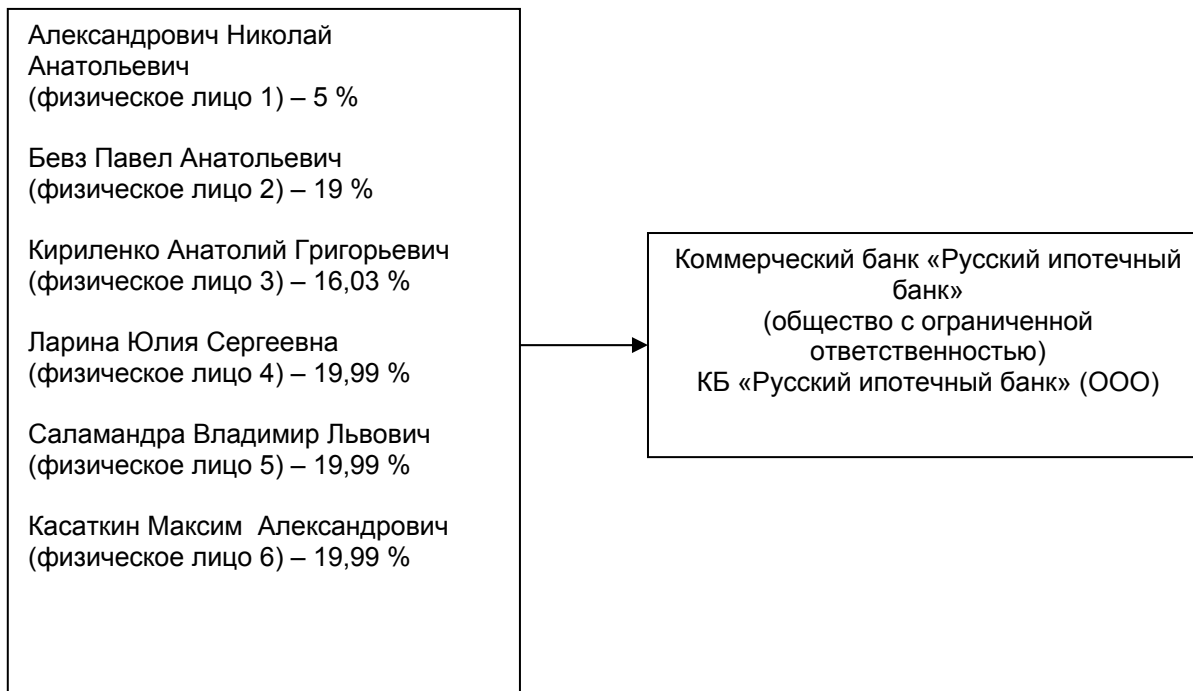 Александрович Николай
Анатольевич
(физическое лицо 1) – 5 %
Бевз Павел Анатольевич
(физическое лицо 2) – 19 %
Кириленко Анатолий Григорьевич
(физическое лицо 3) – 16,03 %
Ларина Юлия Сергеевна
(физическое лицо 4) – 19,99 %
Саламандра Владимир Львович
(физическое лицо 5) – 19,99 %
Касаткин Максим  Александрович
(физическое лицо 6) – 19,99 %
Коммерческий банк «Русский ипотечный
банк»
(общество с ограниченной
ответственностью)
КБ «Русский ипотечный банк» (ООО)